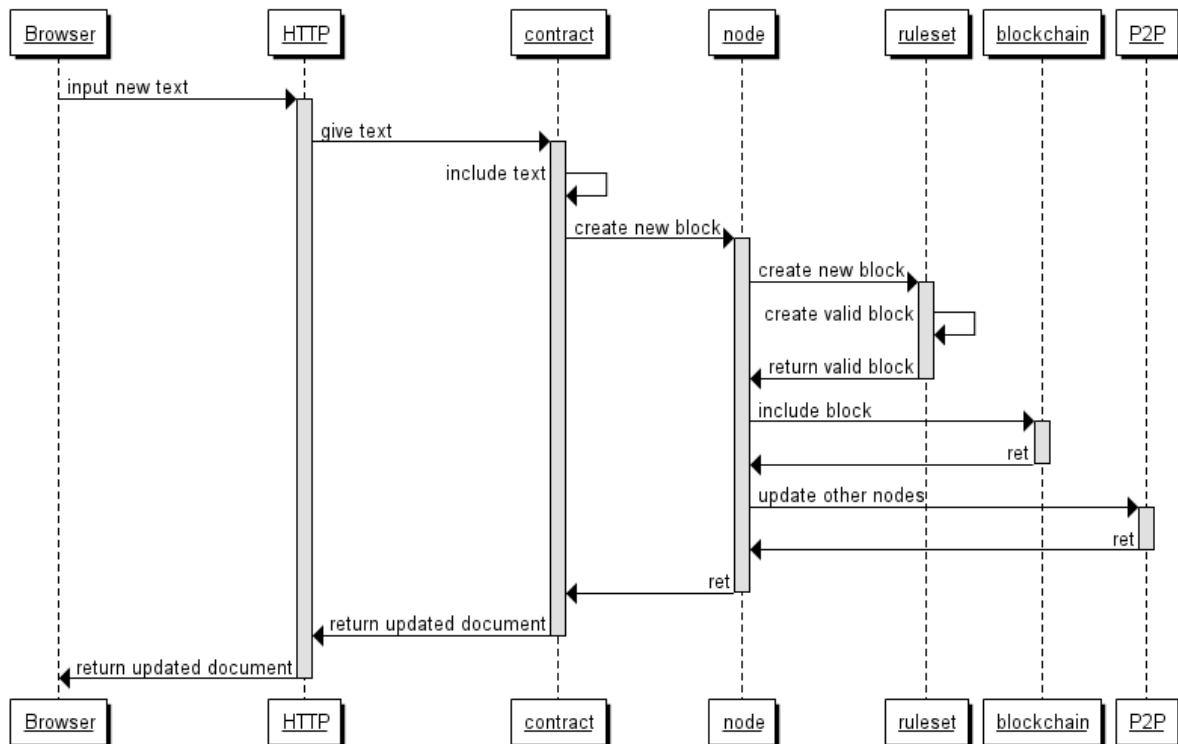 Browser HTTP contract node ruleset blockchain P2P
input new text
give text
include text
create new block
create new block
create valid block
return valid block
include block
ret
update other nodes
ret
ret
return updated document
return updated document
Browser HTTP contract node ruleset blockchain P2P